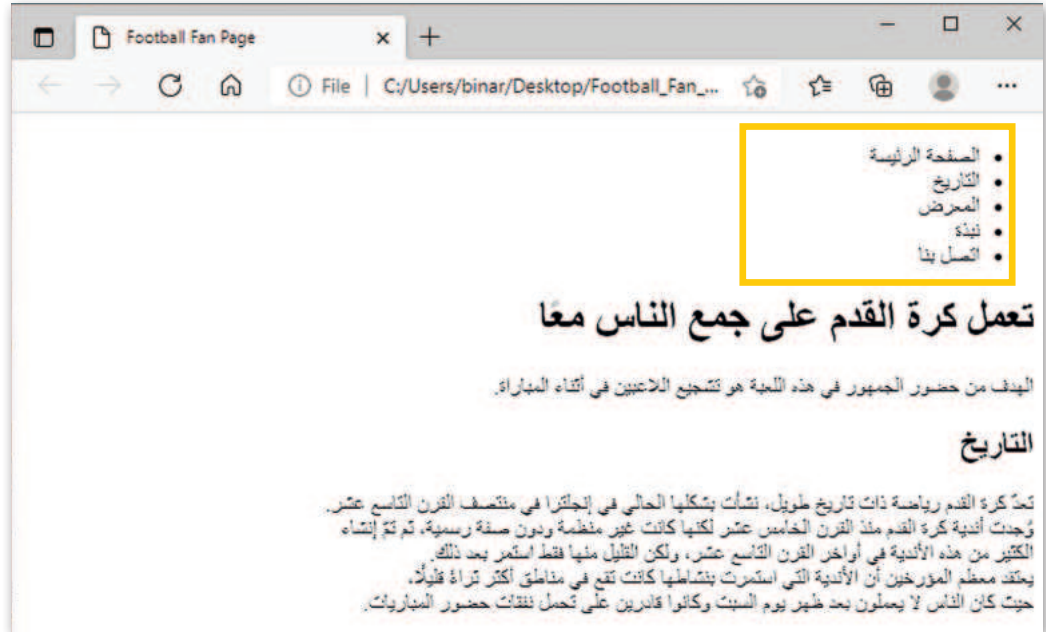 Football Fan Page
File | C:/Users/binar/Desktop/Football_Fan_...
• الصفحة الرئيسة
• التاريخ
• المعرض
• نبذة
• اتصل بنا
تعمل كرة القدم على جمع الناس معًا
الهدف من حضور الجمهور في هذه اللعبة هو تشجيع اللاعبين في أثناء المباراة.
التاريخ
تعدّ كرة القدم رياضة ذات تاريخ طويل، نشأت بشكلها الحالي في إنجلترا في منتصف القرن التاسع عشر.
وُجدت أندية كرة القدم منذ القرن الخامس عشر لكنها كانت غير منظمة ودون صفة رسمية، ثم تمّ إنشاء
الكثير من هذه الأندية في أواخر القرن التاسع عشر، ولكن القليل منها فقط استمر بعد ذلك.
يعتقد معظم المؤرخين أن الأندية التي استمرت بنشاطها كانت تقع في مناطق أكثر ثراءً قليلًا،
حيث كان الناس لا يعملون بعد ظهر يوم السبت وكانوا قادرين على تحمل نفقات حضور المباريات.